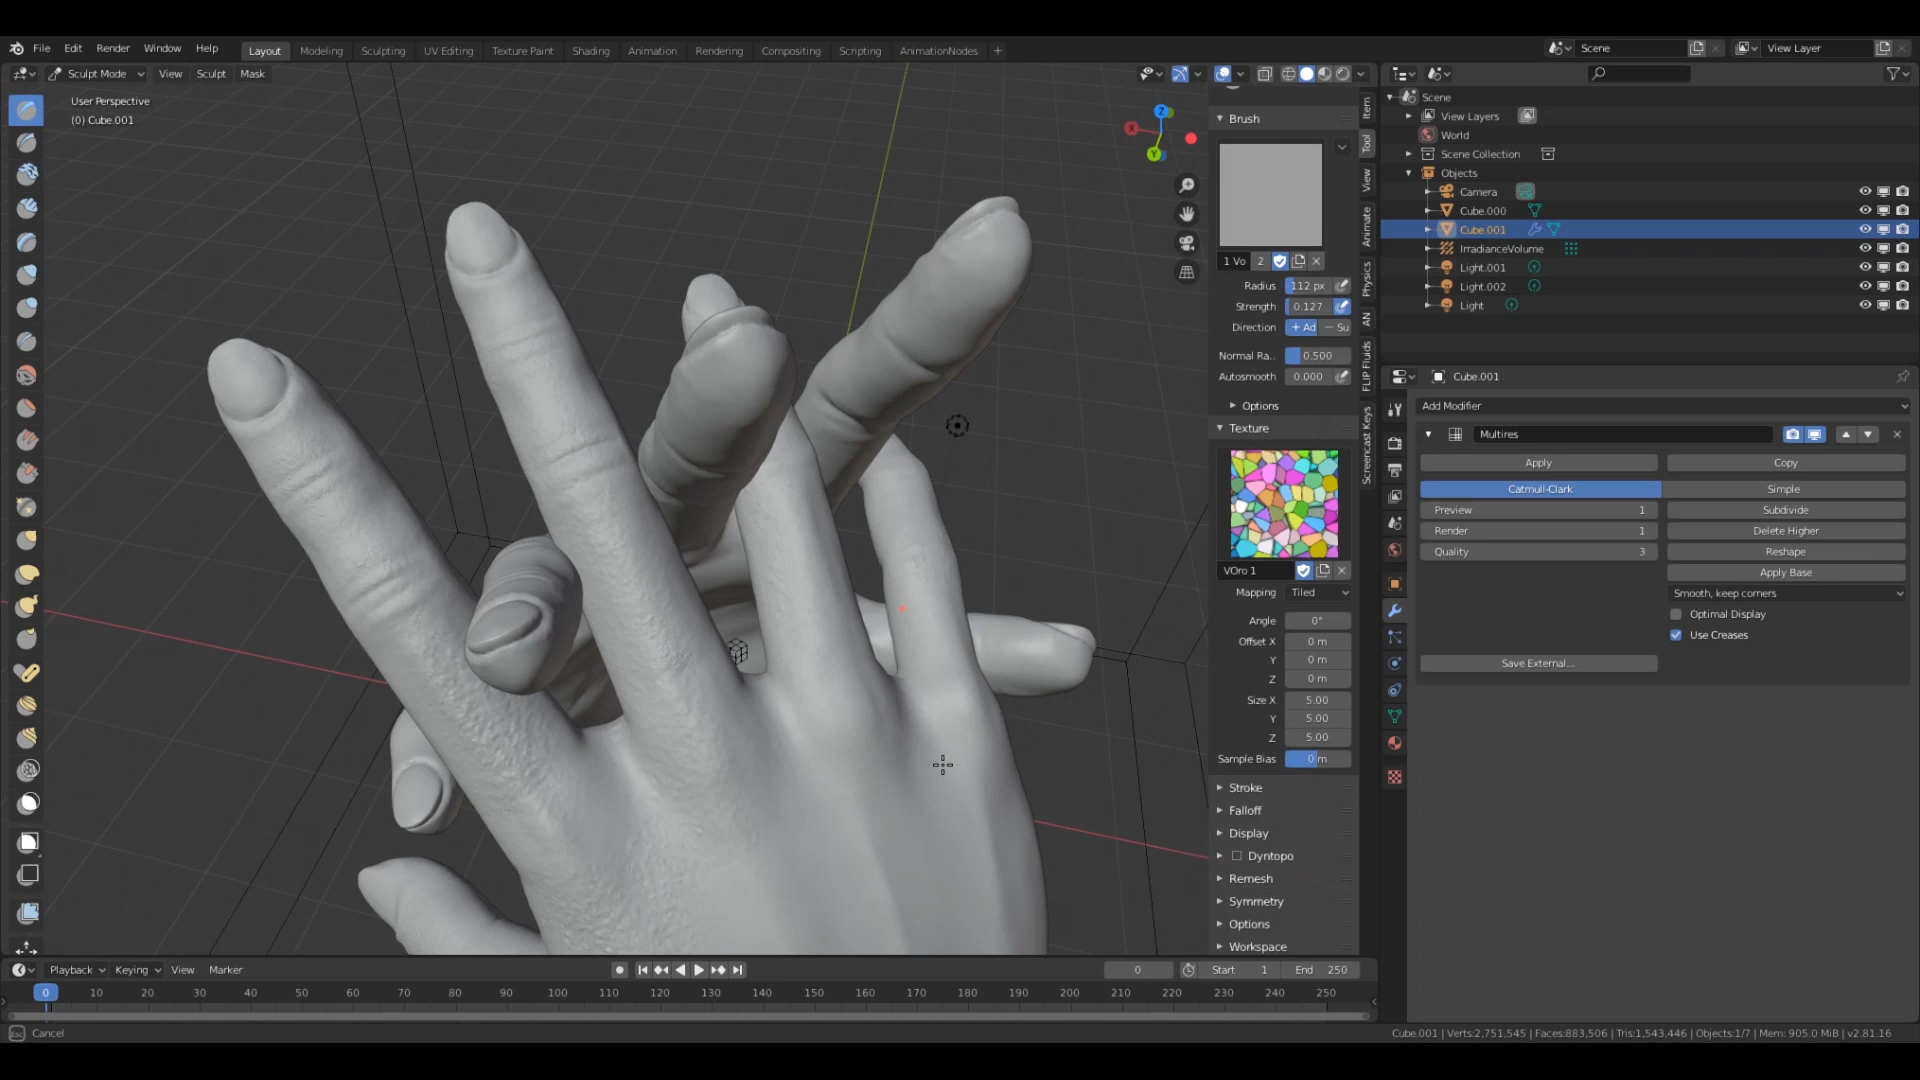 File Edit Render Window Help Layout Modeling Sculpting UV Editing Texture Paint Shading Animation Rendering Compositing Scripting AnimationNodes + Scene View Layer
Sculpt Mode View Sculpt Mask
User Perspective
(0) Cube.001
X
Y
Z
Brush
1 Vo 2
Radius 112 px
Strength 0.127
Direction + Ad − Su
Normal Ra.. 0.500
Autosmooth 0.000
Options
Texture
VOro 1
Mapping Tiled
Angle 0°
Offset X 0 m
Y 0 m
Z 0 m
Size X 5.00
Y 5.00
Z 5.00
Sample Bias 0 m
Stroke
Falloff
Display
Dyntopo
Remesh
Symmetry
Options
Workspace
Item
Tool
View
Animate
Physics
AN
FLIP Fluids
Screencast Keys
Scene
View Layers
World
Scene Collection
Objects
Camera
Cube.000
Cube.001
IrradianceVolume
Light.001
Light.002
Light
Cube.001
Add Modifier
Multires
Apply Copy
Catmull-Clark Simple
Preview 1 Subdivide
Render 1 Delete Higher
Quality 3 Reshape
Apply Base
Smooth, keep corners
Optimal Display
Use Creases
Save External...
Playback Keying View Marker 0 Start 1 End 250
0 10 20 30 40 50 60 70 80 90 100 110 120 130 140 150 160 170 180 190 200 210 220 230 240 250
Esc Cancel
Cube.001 | Verts:2,751,545 | Faces:883,506 | Tris:1,543,446 | Objects:1/7 | Mem: 905.0 MiB | v2.81.16